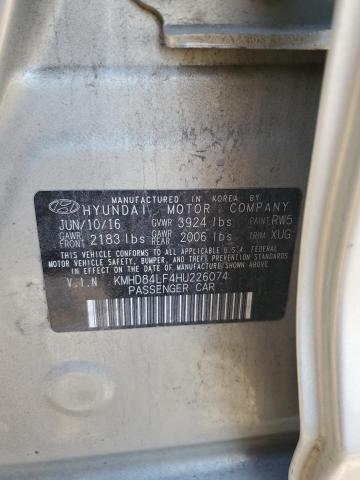 MANUFACTURED IN KOREA BY
HYUNDAI MOTOR COMPANY
JUN/10/16 GVWR 3924 lbs PAINT RW5
GAWR FRONT 2183 lbs GAWR REAR 2006 lbs TRIM XUG
THIS VEHICLE CONFORMS TO ALL APPLICABLE U.S.A. FEDERAL
MOTOR VEHICLE SAFETY, BUMPER, AND THEFT PREVENTION
STANDARDS IN EFFECT ON THE DATE OF MANUFACTURE SHOWN ABOVE.
V.I.N KMHD84LF4HU226074
PASSENGER CAR